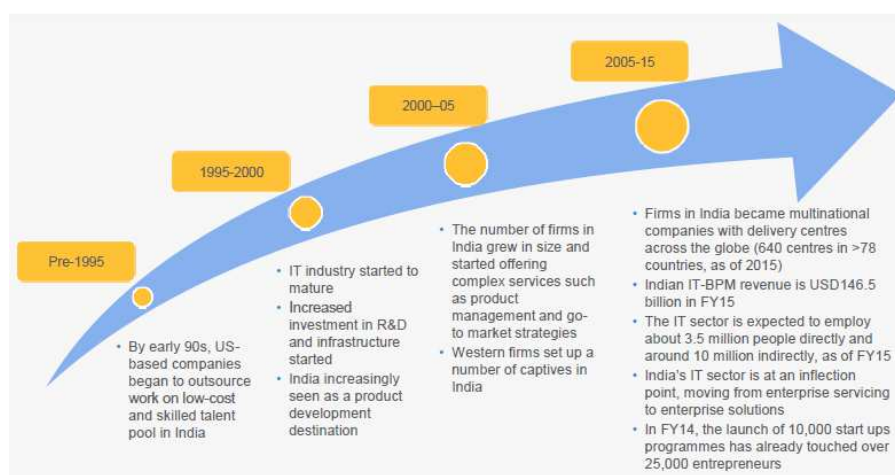 2005-15
2000–05
1995-2000
Pre-1995
• By early 90s, US-
based companies
began to outsource
work on low-cost
and skilled talent
pool in India
• IT industry started to
mature
• Increased
investment in R&D
and infrastructure
started
• India increasingly
seen as a product
development
destination
• The number of firms in
India grew in size and
started offering
complex services such
as product
management and go-
to market strategies
• Western firms set up a
number of captives in
India
• Firms in India became multinational
companies with delivery centres
across the globe (640 centres in >78
countries, as of 2015)
• Indian IT-BPM revenue is USD146.5
billion in FY15
• The IT sector is expected to employ
about 3.5 million people directly and
around 10 million indirectly, as of FY15
• India's IT sector is at an inflection
point, moving from enterprise servicing
to enterprise solutions
• In FY14, the launch of 10,000 start ups
programmes has already touched over
25,000 entrepreneurs